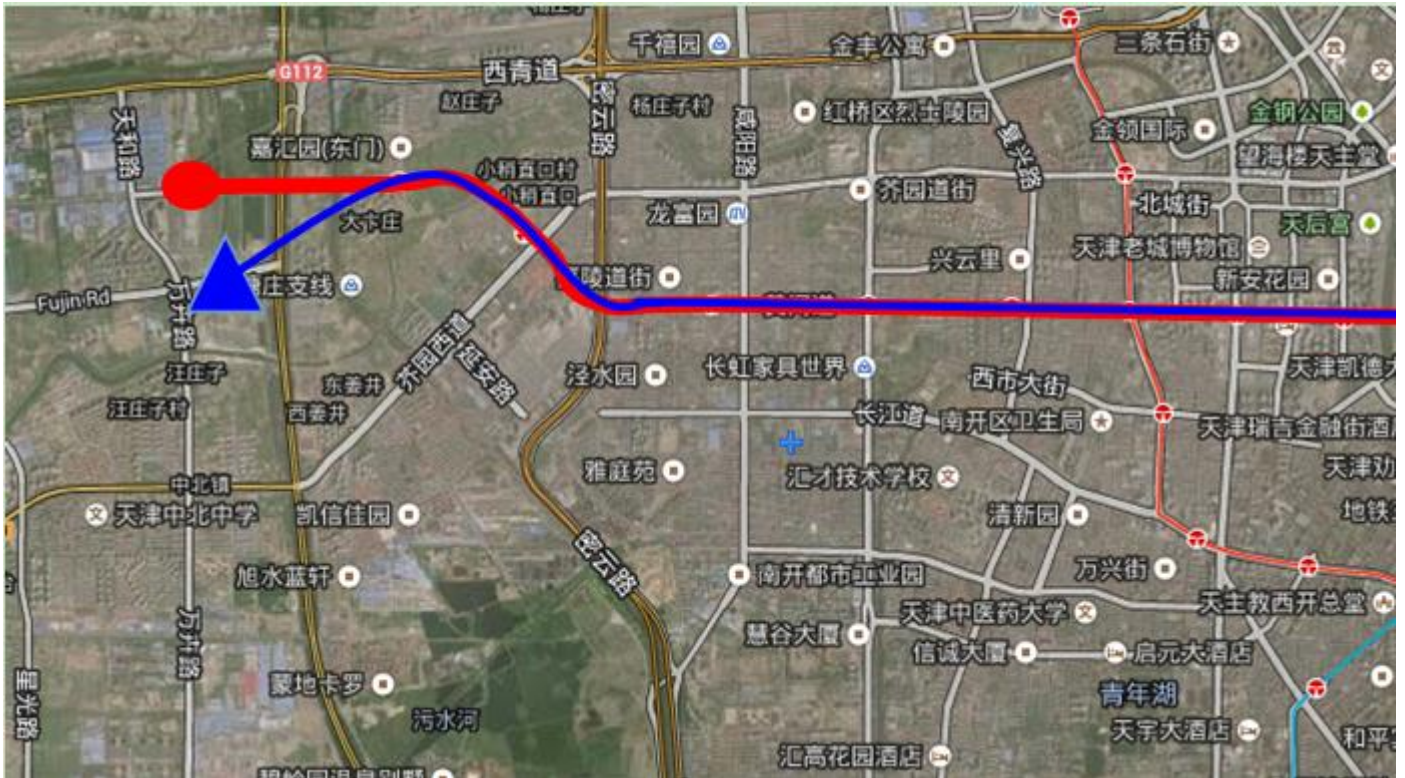 千禧园
金丰公寓
三条石街
G112
西青道
赵庄子
密云路
杨庄子村
咸阳路
红桥区烈士陵园
复兴路
金领国际
金钢公园
望海楼天主堂
天和路
嘉汇园(东门)
小稍直口村
小稍直口
芥园道街
北城街
天后宫
大卞庄
龙富园
天津老城博物馆
兴云里
新安花园
庄支线
陵道街
Fujin Rd
万卉路
芥园西道
延安路
汪庄子
东姜井
泾水园
长虹家具世界
西市大街
天津凯德
汪庄子村
西姜井
长江道
南开区卫生局
天津瑞吉金融街酒
雅庭苑
汇才技术学校
天津劝
中北镇
天津中北中学
凯信佳园
清新园
地铁
密云路
旭水蓝轩
南开都市工业园
万兴街
天津中医药大学
天主教西开总堂
万卉路
慧谷大厦
信诚大厦
启元大酒店
星光路
蒙地卡罗
青年湖
污水河
天宇大酒店
和平
汇高花园酒店